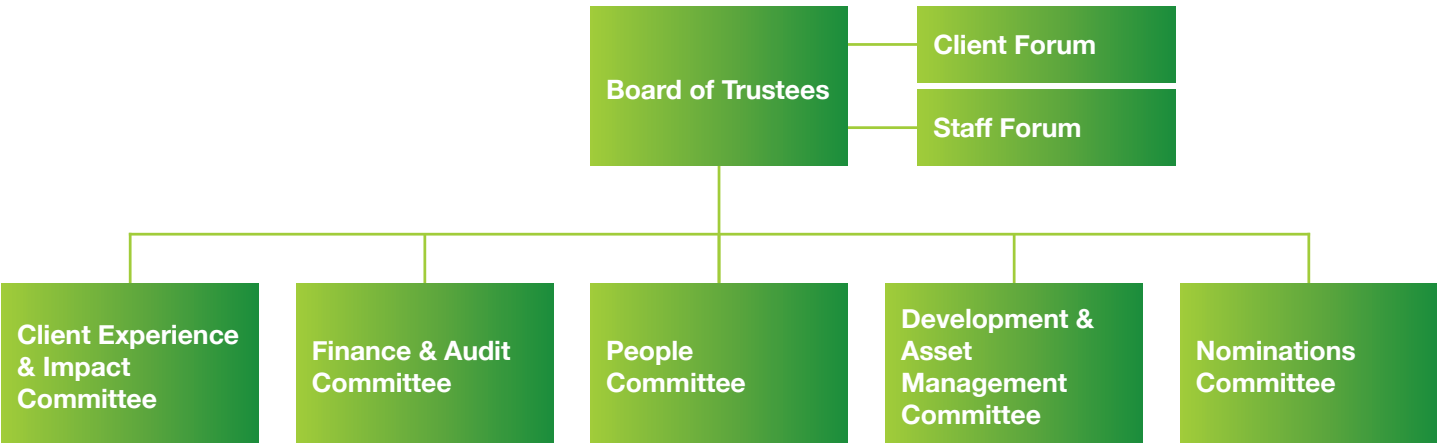 Board of Trustees
Client Forum
Staff Forum
Client Experience
& Impact
Committee
Finance & Audit
Committee
People
Committee
Development &
Asset
Management
Committee
Nominations
Committee